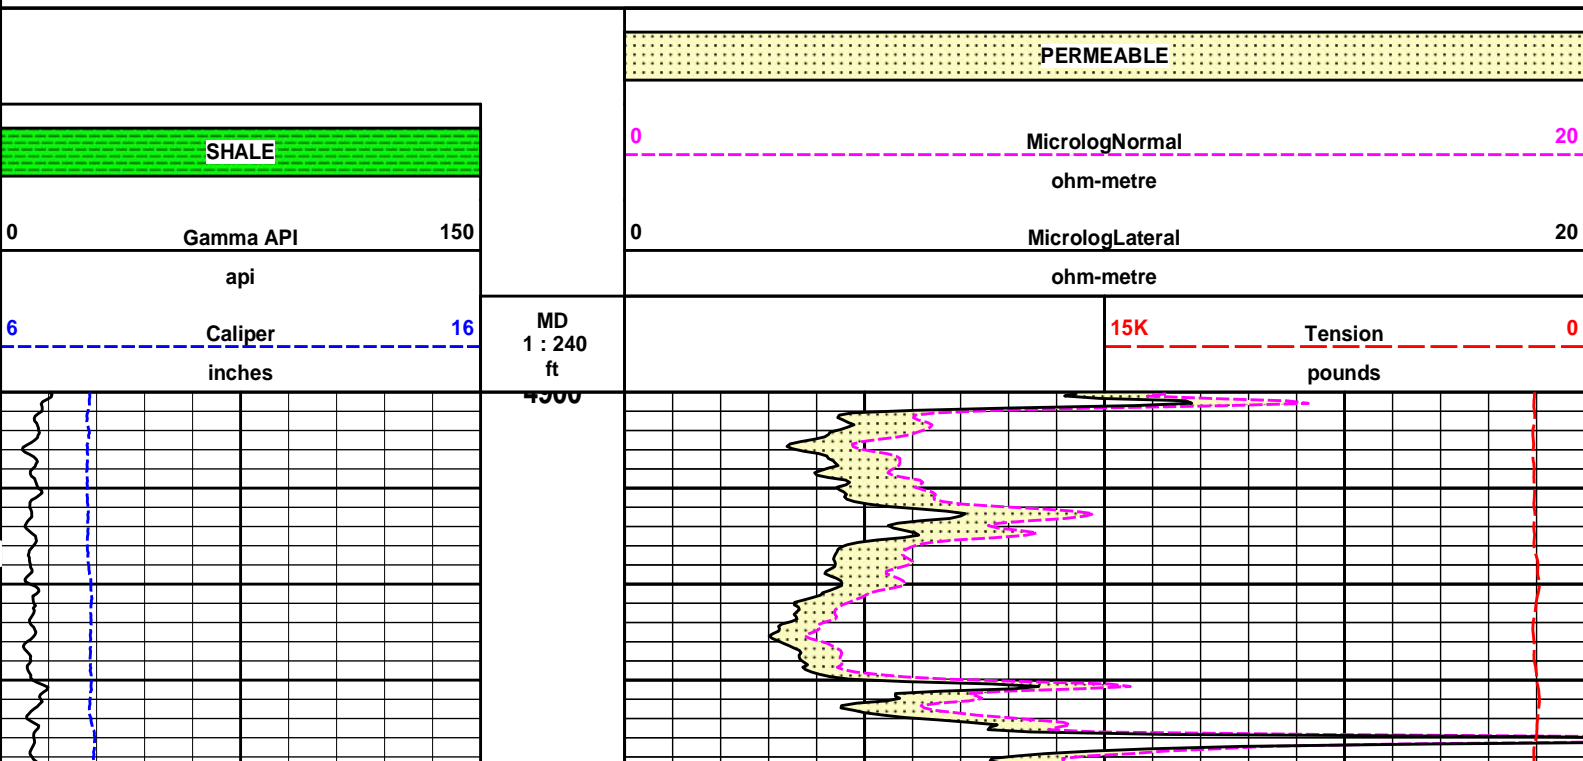 PERMEABLE
0 MicrologNormal 20
ohm-metre
SHALE
0 Gamma API 150
api
0 MicrologLateral 20
ohm-metre
6 Caliper 16
inches
MD
1 : 240
ft
15K Tension 0
pounds
4900